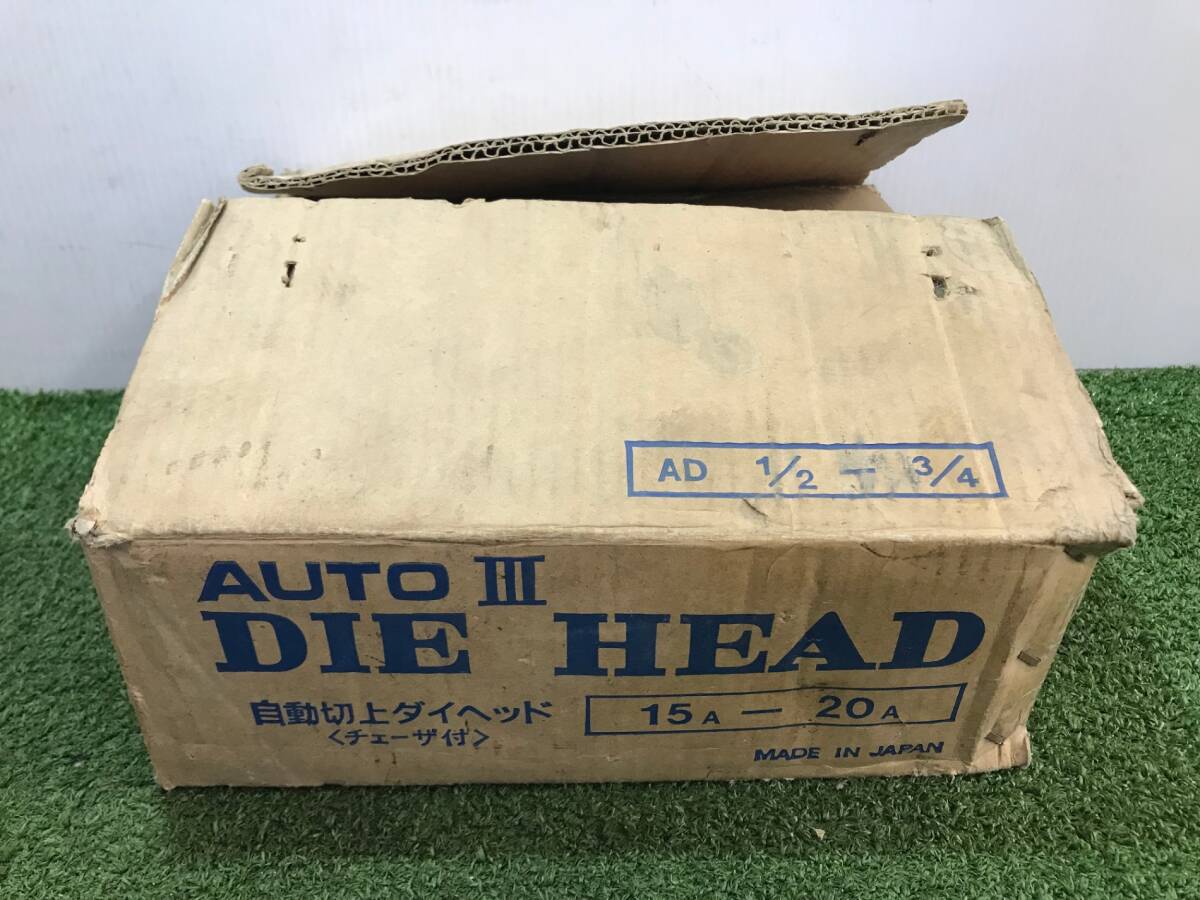 AD 1/2 - 3/4
AUTO III
DIE HEAD
自動切上ダイヘッド
<チェーザ付>
15A - 20A
MADE IN JAPAN